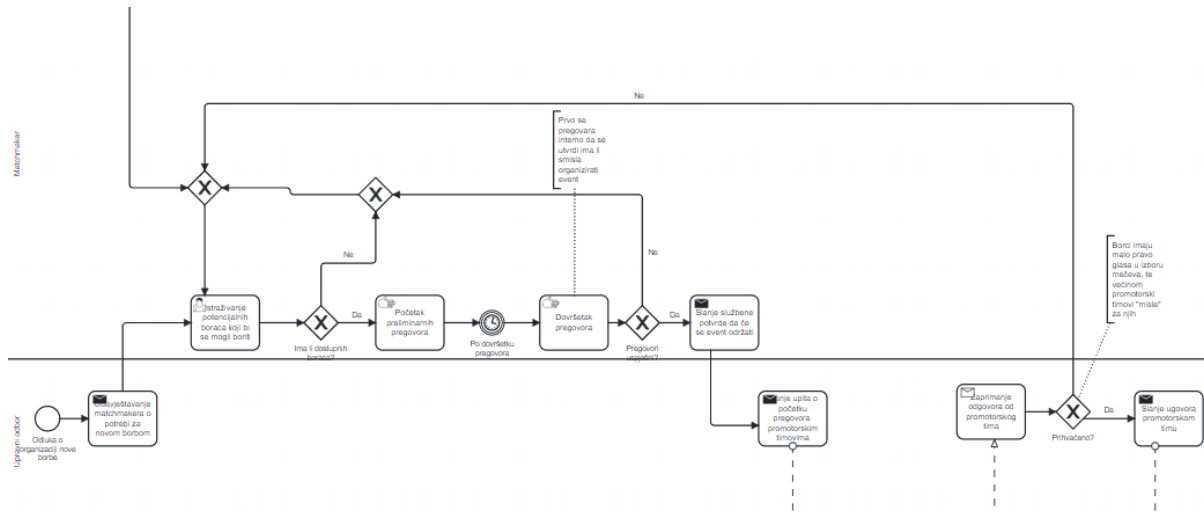 Ne
Matchmaker
Prvo se
pregovara
interno da se
utvrdi ima li
smisla
organizirati
event
Ne
Ne
Borci imaju
malo pravo
glasa u izboru
mečeva, te
većinom
promotorski
timovi "misle"
za njih
straživanje
potencijalnih
boraca koji bi
se mogli boriti
Ima li dostupnih
boraca?
Da
Početak
preliminarnih
pregovora
Po dovršetku
pregovora
Dovršetak
pregovora
Pregovori
uspješni?
Da
Slanje službene
potvrde da će
se event održati
Upravni odbor
Odluka o
organizaciji nove
borbe
avještavanje
matchmakera o
potrebi za
novom borbom
nje upita o
početku
pregovora
promotorskim
timovima
Zaprimanje
odgovora od
promotorskog
tima
Prihvaćeno?
Da
Slanje ugovora
promotorskom
timu